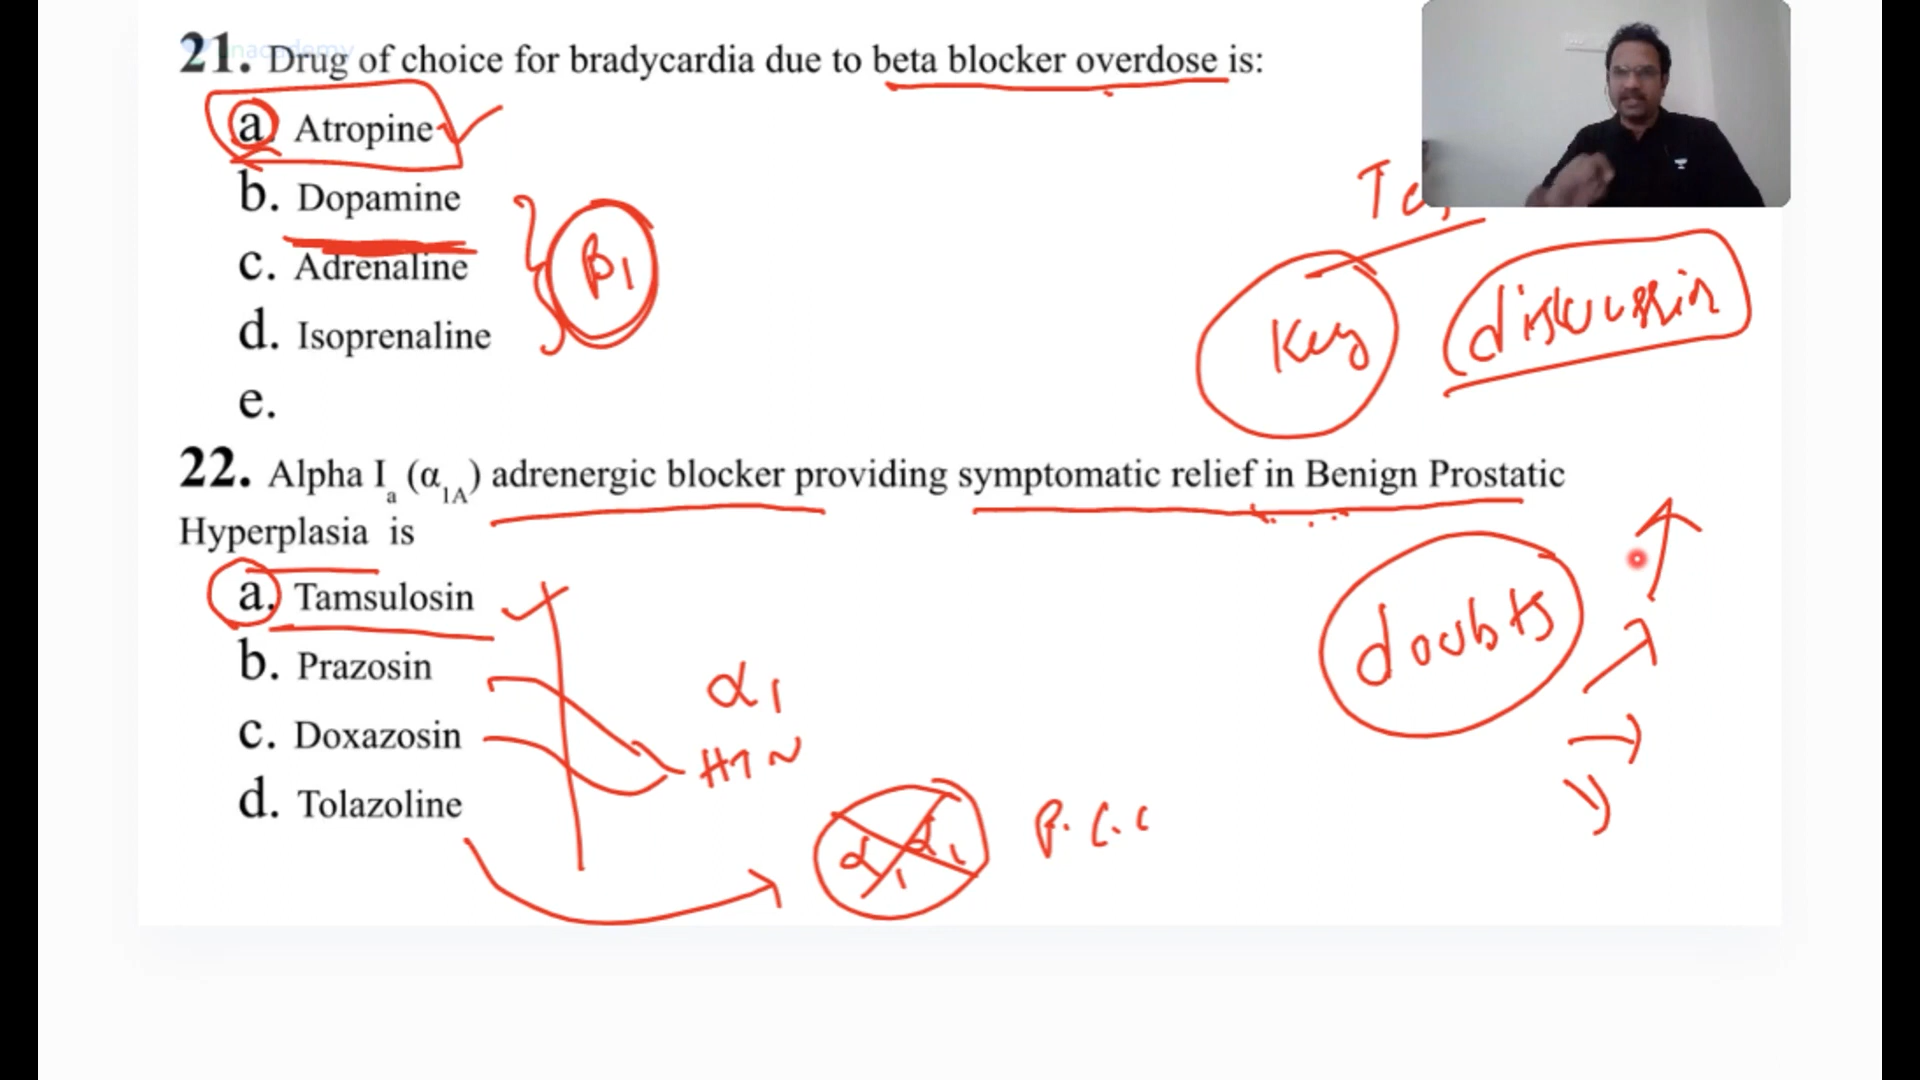 21. Drug of choice for bradycardia due to beta blocker overdose is:
a. Atropine
b. Dopamine
c. Adrenaline
d. Isoprenaline
e.
β1
Key
discussion
22. Alpha Ia (α1A) adrenergic blocker providing symptomatic relief in Benign Prostatic
Hyperplasia is
a. Tamsulosin
b. Prazosin
c. Doxazosin
d. Tolazoline
α1
HTN
α1 α1
doubts